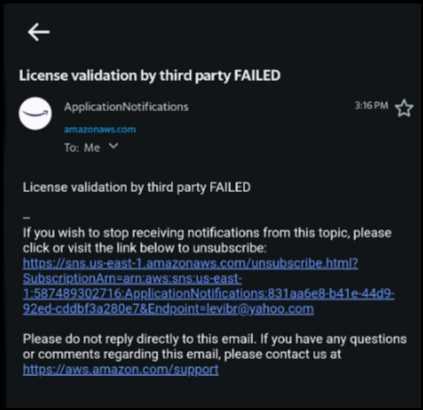 License validation by third party FAILED
ApplicationNotifications
3:16 PM
amazonaws.com
To: Me
License validation by third party FAILED
--
If you wish to stop receiving notifications from this topic, please
click or visit the link below to unsubscribe:
https://sns.us-east-1.amazonaws.com/unsubscribe.html?
SubscriptionArn=arn:aws:sns:us-east-
1:587489302716:ApplicationNotifications:831aa6e8-b41e-44d9-
92ed-cddbf3a280e7&Endpoint=levibr@yahoo.com
Please do not reply directly to this email. If you have any questions
or comments regarding this email, please contact us at
https://aws.amazon.com/support